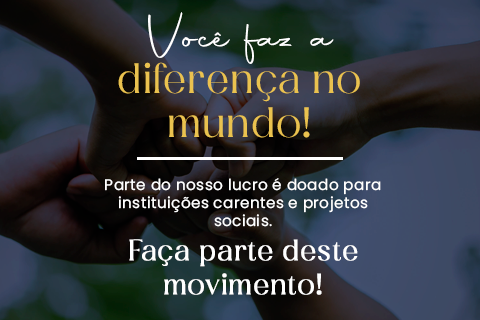 Você faz a
diferença no
mundo!
Parte do nosso lucro é doado para
instituições carentes e projetos
sociais.
Faça parte deste
movimento!